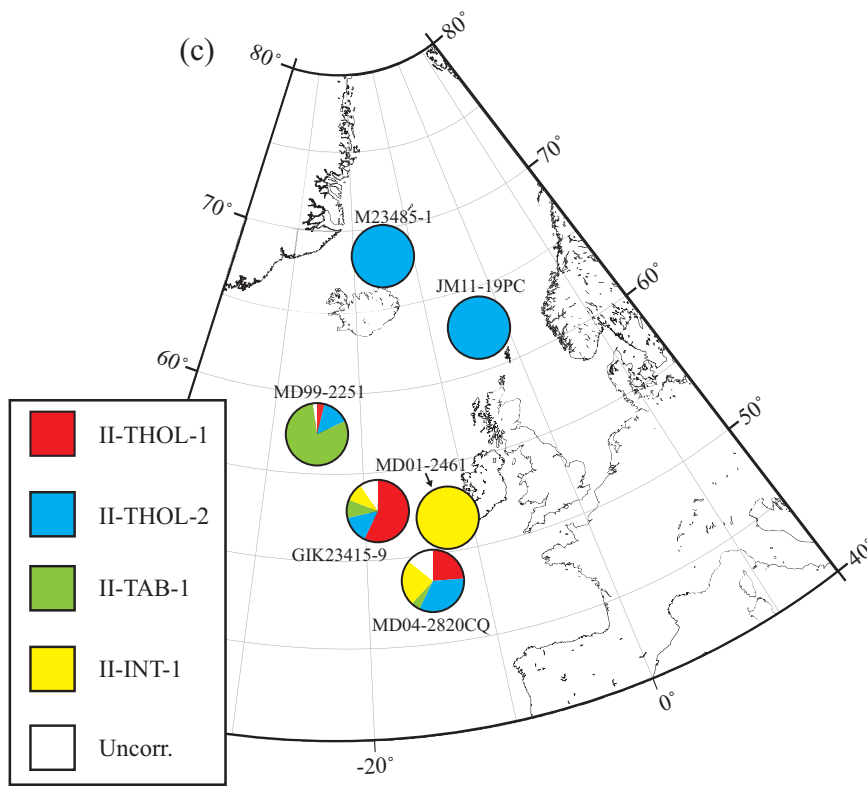 (c)
80°
80°
70°
70°
M23485-1
JM11-19PC
60°
60°
MD99-2251
50°
II-THOL-1
MD01-2461
II-THOL-2
GIK23415-9
40°
II-TAB-1
MD04-2820CQ
II-INT-1
0°
Uncorr.
-20°